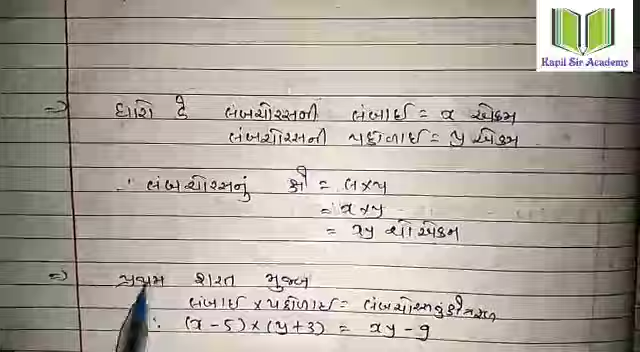 Kapil Sir Academy
=> ધારો કે લંબચોરસની લંબાઈ = x એકમ
લંબચોરસની પહોળાઈ = y એકમ
∴ લંબચોરસનું ક્ષે = લ×પ
= x×y
= xy ચો એકમ
=> પ્રથમ શરત મુજબ
લંબાઈ × પહોળાઈ = લંબચોરસનું
∴ (x-5)×(y+3) = xy-9